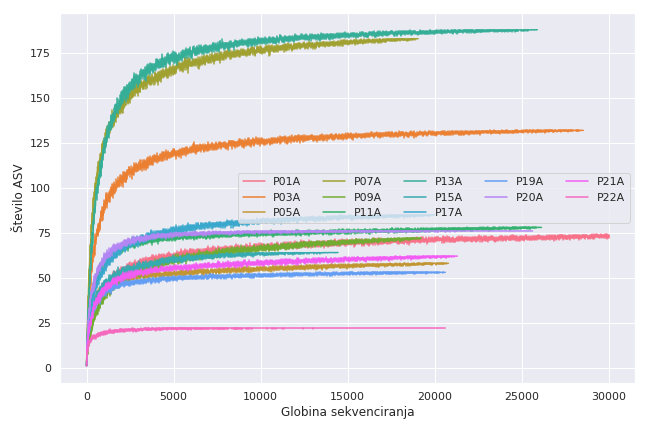 175
150
125
100
75
50
25
0
Število ASV
P01A P07A P13A P19A P21A
P03A P09A P15A P20A P22A
P05A P11A P17A
0 5000 10000 15000 20000 25000 30000
Globina sekvenciranja